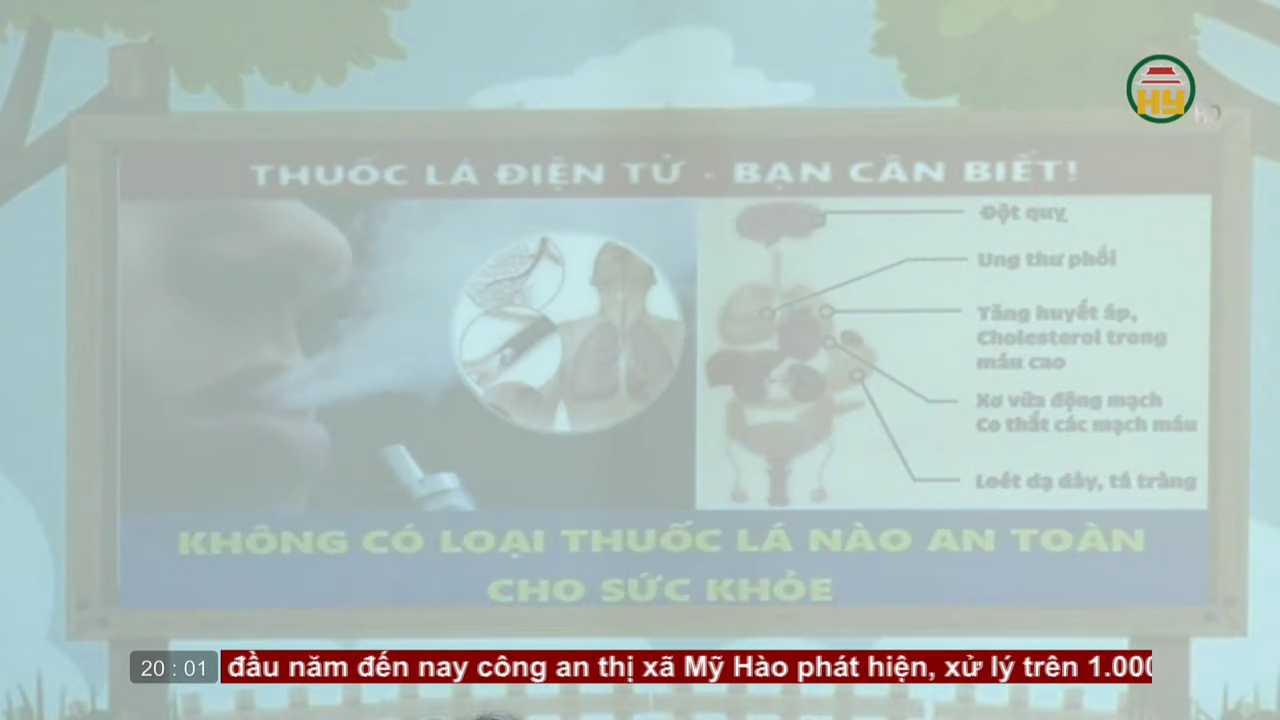 HY
HD
THUỐC LÁ ĐIỆN TỬ - BẠN CẦN BIẾT!
Đột quỵ
Ung thư phổi
Tăng huyết áp,
Cholesterol trong
máu cao
Xơ vữa động mạch
Co thắt các mạch máu
Loét dạ dày, tá tràng
KHÔNG CÓ LOẠI THUỐC LÁ NÀO AN TOÀN
CHO SỨC KHỎE
20 : 01 đầu năm đến nay công an thị xã Mỹ Hào phát hiện, xử lý trên 1.000